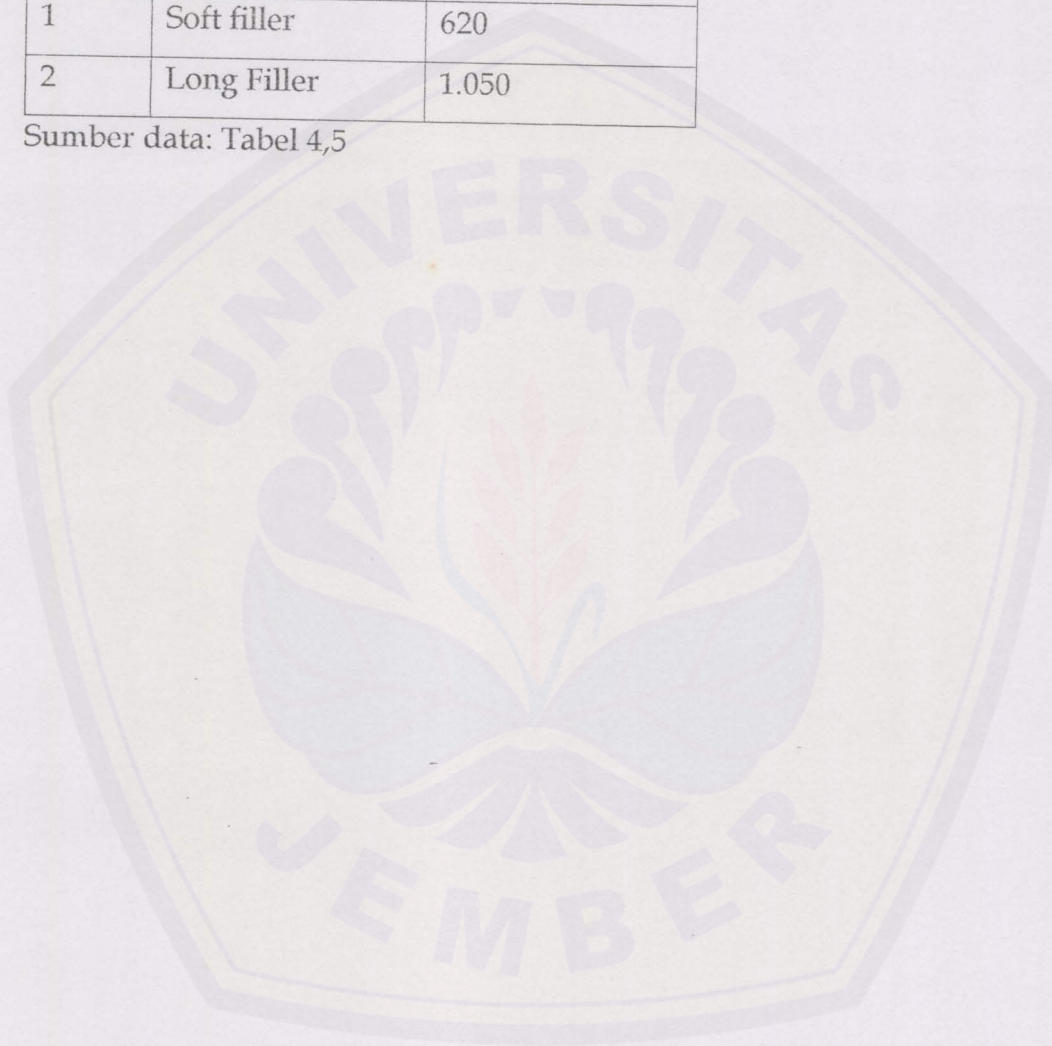 1 Soft filler 620
2 Long Filler 1.050
Sumber data: Tabel 4,5
UNIVERSITAS
JEMBER